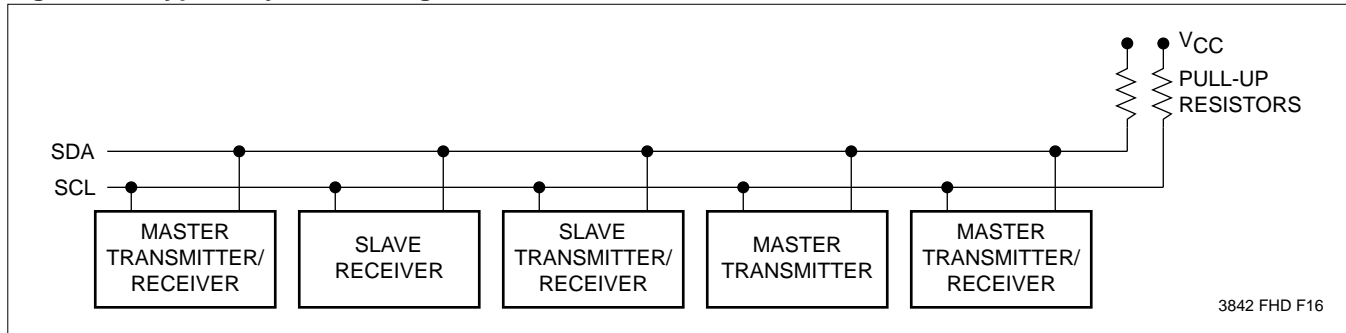 VCC
PULL-UP
RESISTORS
SDA
SCL
MASTER
TRANSMITTER/
RECEIVER
SLAVE
RECEIVER
SLAVE
TRANSMITTER/
RECEIVER
MASTER
TRANSMITTER
MASTER
TRANSMITTER/
RECEIVER
3842 FHD F16